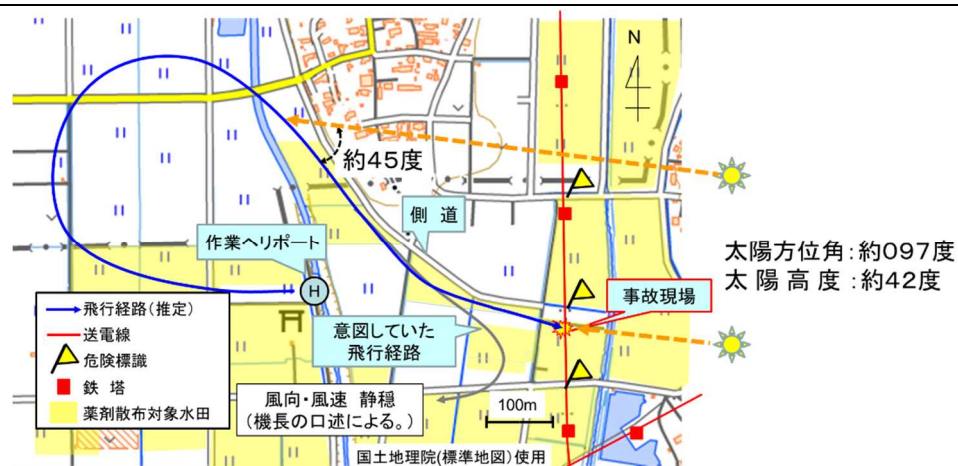 N
約45度
側 道
作業ヘリポート
太陽方位角:約097度
太 陽 高 度 :約42度
H
事故現場
飛行経路(推定)
送電線
危険標識
鉄 塔
薬剤散布対象水田
意図していた
飛行経路
風向・風速 静穏
(機長の口述による。)
100m
国土地理院(標準地図)使用